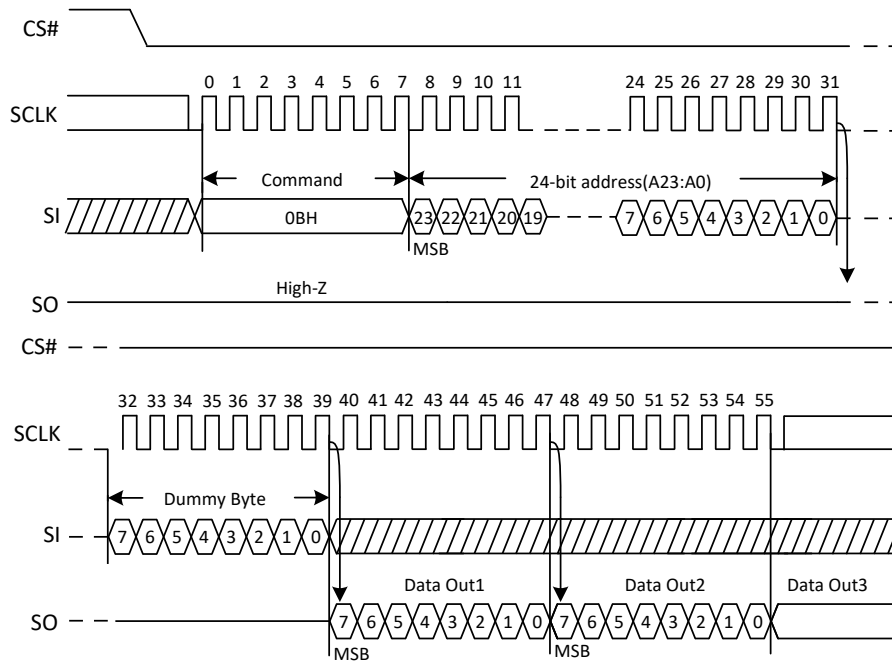 CS#
0 1 2 3 4 5 6 7 8 9 10 11 24 25 26 27 28 29 30 31
SCLK
Command 24-bit address(A23:A0)
SI 0BH 23 22 21 20 19 7 6 5 4 3 2 1 0
MSB
High-Z
SO
CS#
32 33 34 35 36 37 38 39 40 41 42 43 44 45 46 47 48 49 50 51 52 53 54 55
SCLK
Dummy Byte
SI 7 6 5 4 3 2 1 0
Data Out1 Data Out2 Data Out3
SO 7 6 5 4 3 2 1 0 7 6 5 4 3 2 1 0
MSB MSB